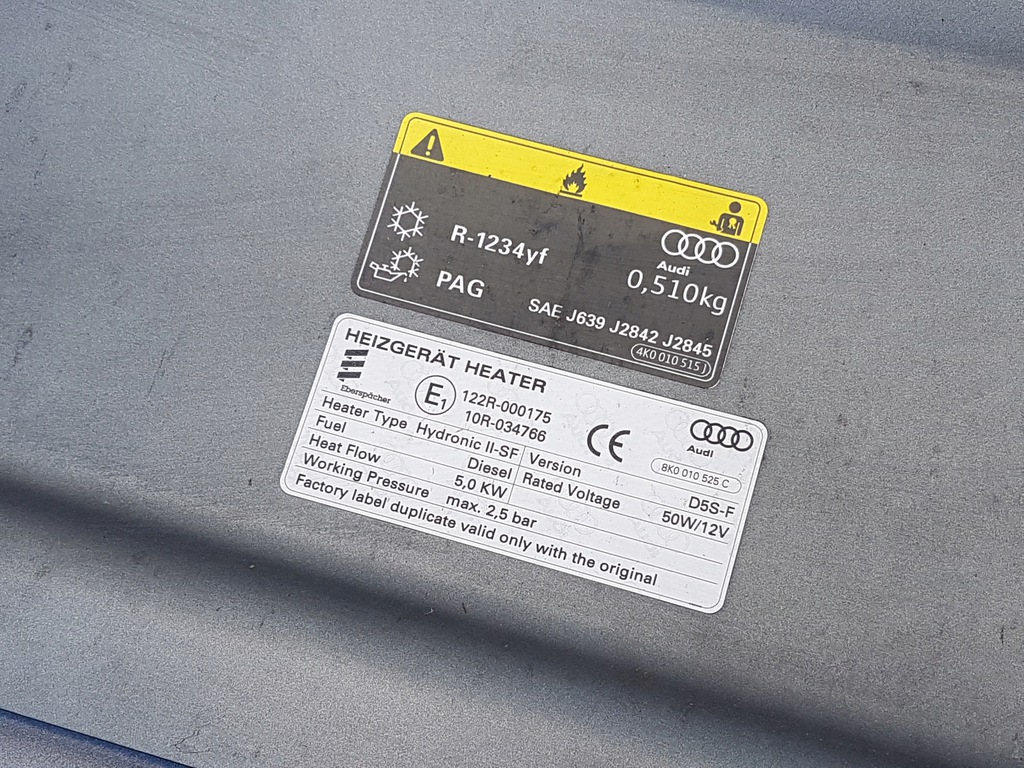 R-1234yf
Audi
0,510kg
PAG
SAE J639 J2842 J2845
4K0 010 515 J
HEIZGERÄT HEATER
Eberspächer
E1
122R-000175
10R-034766
CE
Audi
8K0 010 525 C
Heater Type Hydronic II-SF Version D5S-F
Fuel Diesel Rated Voltage 50W/12V
Heat Flow 5,0 KW
Working Pressure max. 2,5 bar
Factory label duplicate valid only with the original